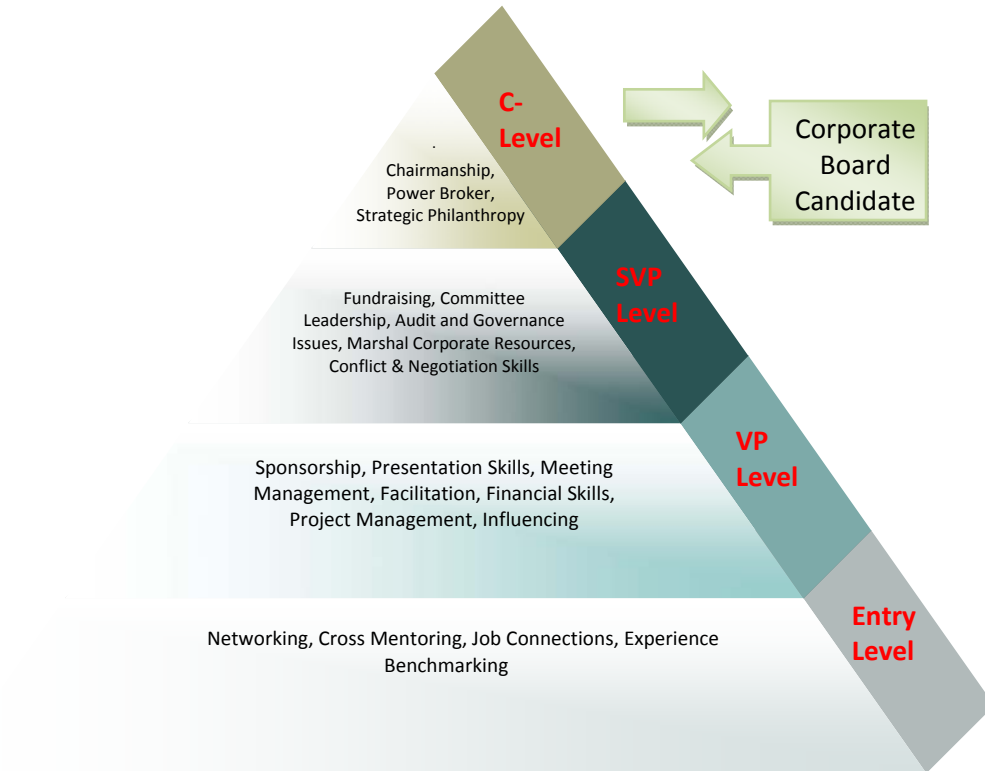 C-
Level
.
Chairmanship,
Power Broker,
Strategic Philanthropy
Corporate
Board
Candidate
SVP
Level
Fundraising, Committee
Leadership, Audit and Governance
Issues, Marshal Corporate Resources,
Conflict & Negotiation Skills
VP
Level
Sponsorship, Presentation Skills, Meeting
Management, Facilitation, Financial Skills,
Project Management, Influencing
Entry
Level
Networking, Cross Mentoring, Job Connections, Experience
Benchmarking